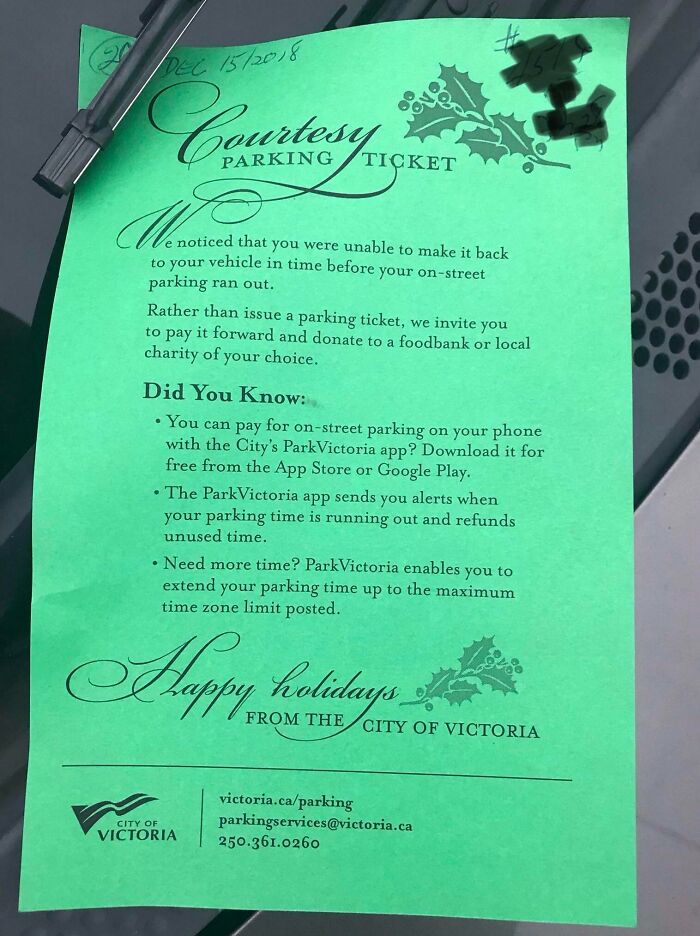 DEC 15/2018
#
Courtesy
PARKING TICKET
We noticed that you were unable to make it back
to your vehicle in time before your on-street
parking ran out.
Rather than issue a parking ticket, we invite you
to pay it forward and donate to a foodbank or local
charity of your choice.
Did You Know:
• You can pay for on-street parking on your phone
with the City's ParkVictoria app? Download it for
free from the App Store or Google Play.
• The ParkVictoria app sends you alerts when
your parking time is running out and refunds
unused time.
• Need more time? ParkVictoria enables you to
extend your parking time up to the maximum
time zone limit posted.
Happy holidays
FROM THE CITY OF VICTORIA
CITY OF
VICTORIA
victoria.ca/parking
parkingservices@victoria.ca
250.361.0260